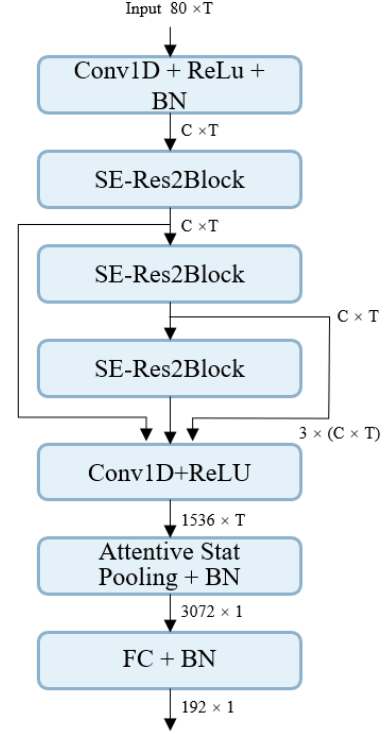 Input 80 ×T
Conv1D + ReLu +
BN
C ×T
SE-Res2Block
C ×T
SE-Res2Block
C × T
SE-Res2Block
3 × (C × T)
Conv1D+ReLU
1536 × T
Attentive Stat
Pooling + BN
3072 × 1
FC + BN
192 × 1